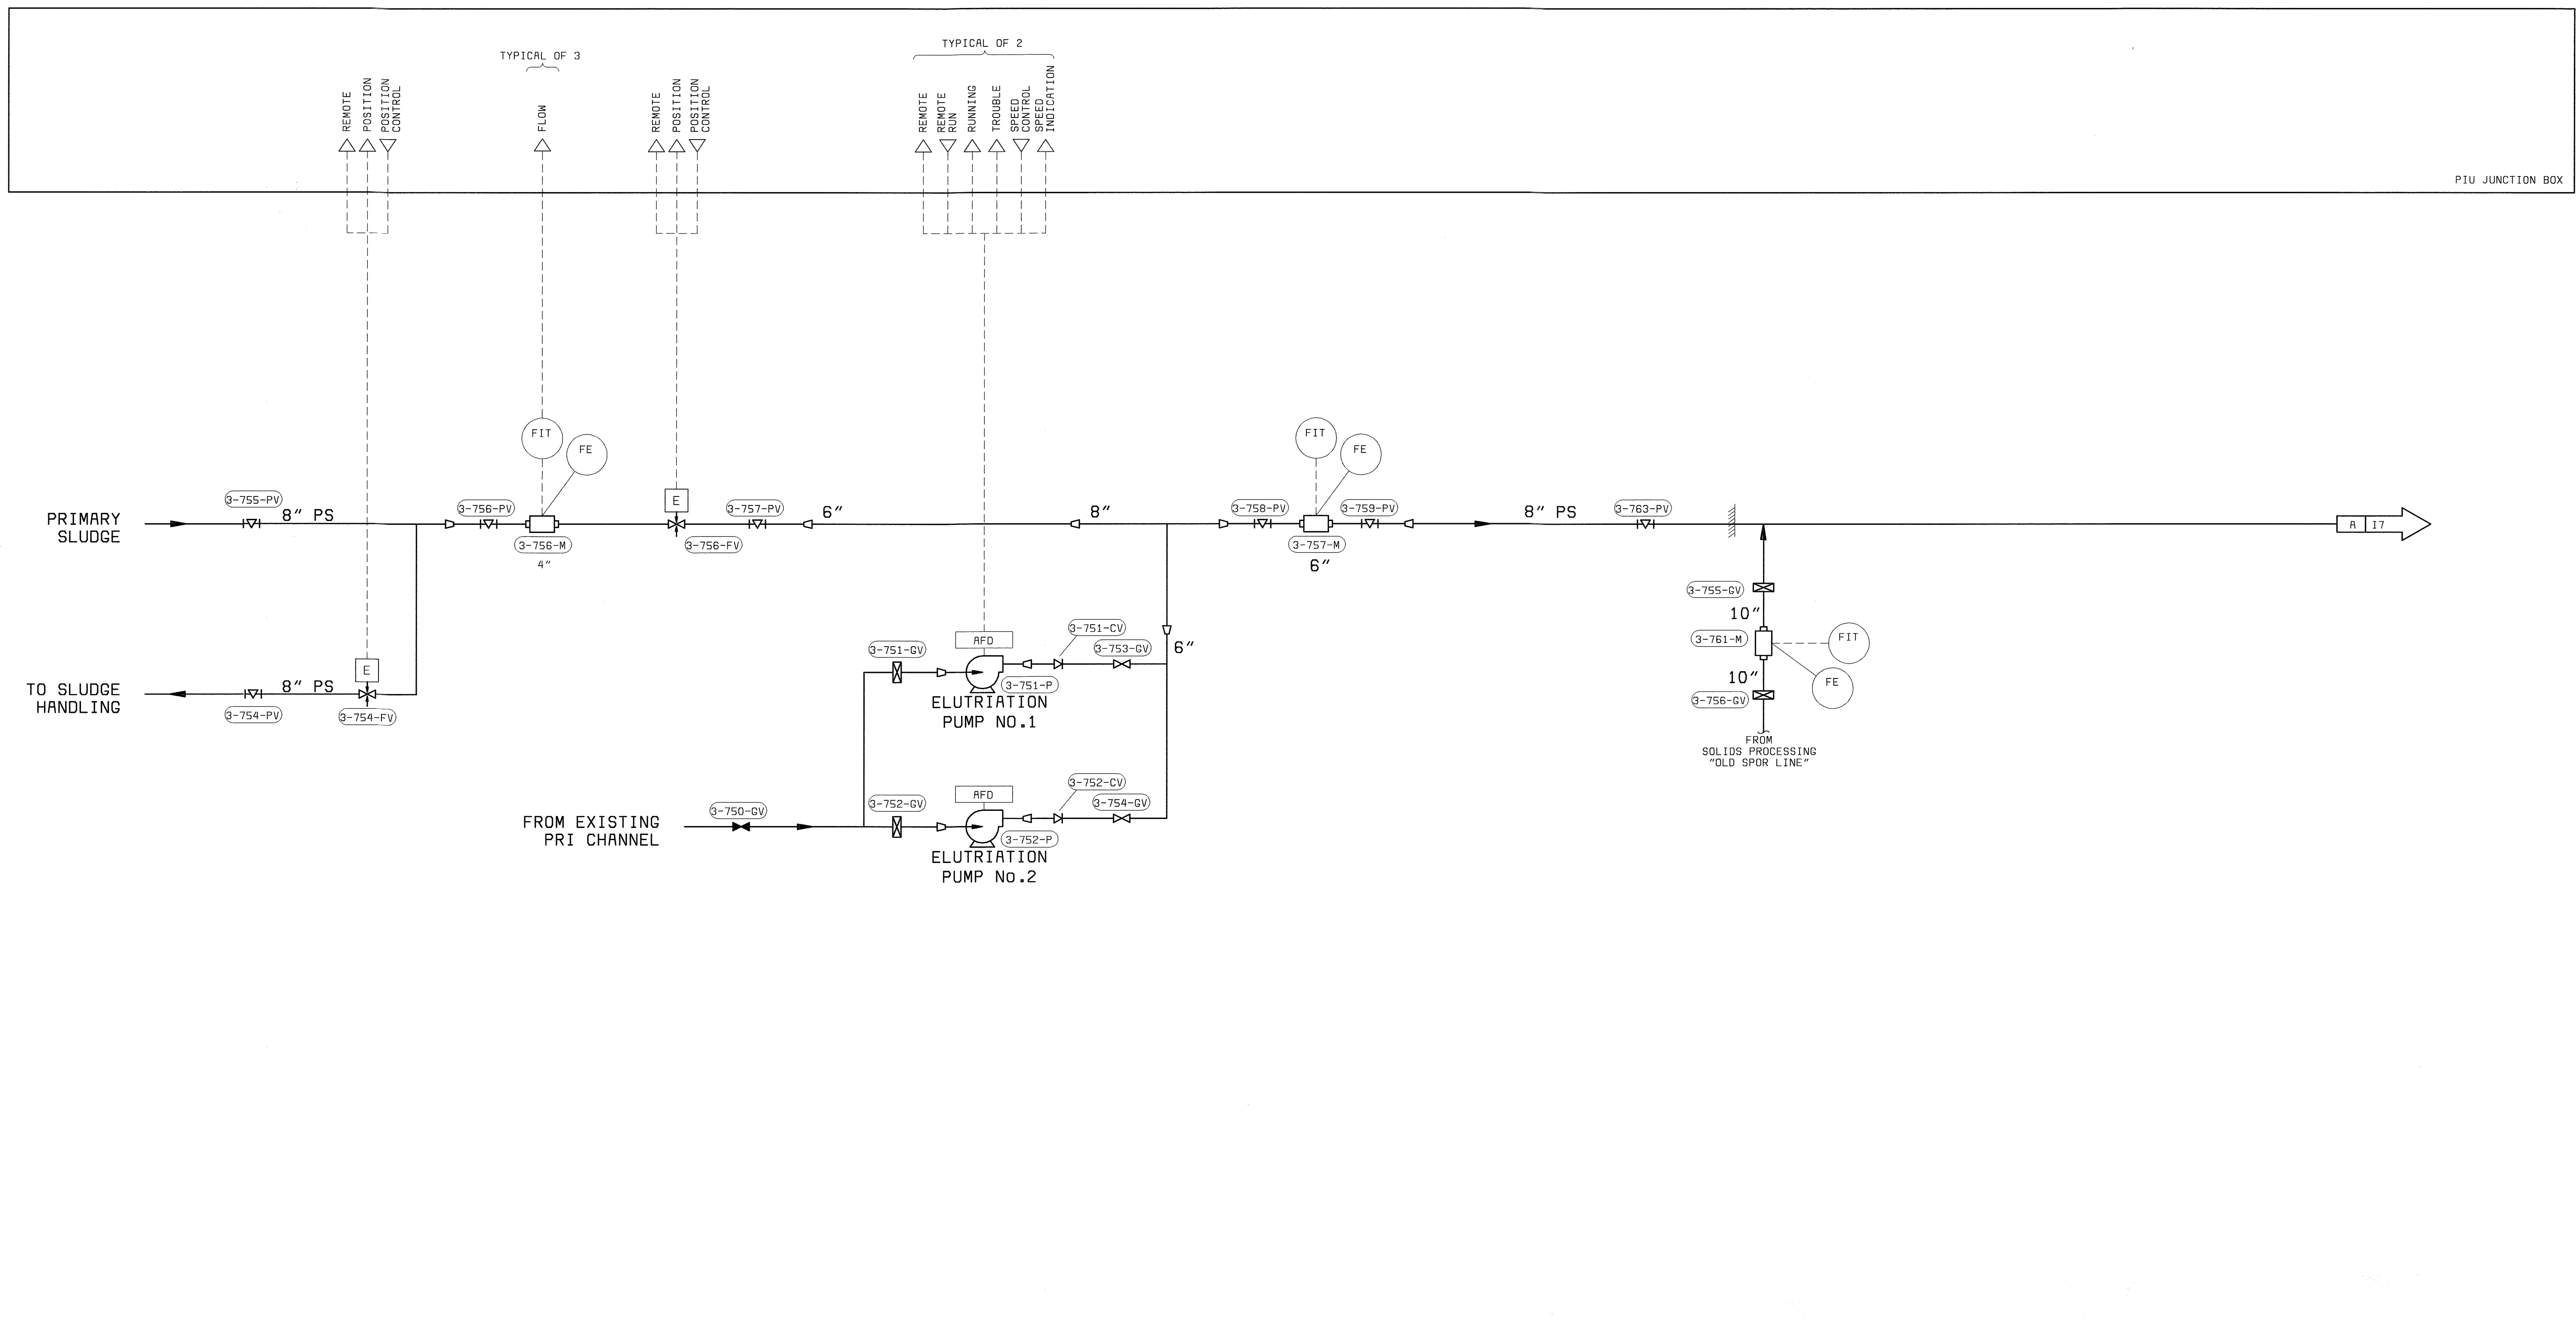 TYPICAL OF 3
TYPICAL OF 2
REMOTE
POSITION
POSITION
CONTROL
FLOW
REMOTE
POSITION
POSITION
CONTROL
REMOTE
REMOTE
RUN
RUNNING
TROUBLE
SPEED
CONTROL
SPEED
INDICATION
PIU JUNCTION BOX
FIT
FE
FIT
FE
PRIMARY
SLUDGE
3-755-PV
8" PS
3-756-PV
3-756-M
4"
E
3-756-FV
3-757-PV
6"
8"
3-758-PV
3-757-M
6"
3-759-PV
8" PS
3-763-PV
A I7
TO SLUDGE
HANDLING
3-754-PV
8" PS
E
3-754-FV
3-751-GV
AFD
3-751-P
ELUTRIATION
PUMP NO.1
3-751-CV
3-753-GV
6"
3-755-GV
10"
3-761-M
FIT
FE
10"
3-756-GV
FROM
SOLIDS PROCESSING
"OLD SPOR LINE"
FROM EXISTING
PRI CHANNEL
3-750-GV
3-752-GV
AFD
3-752-P
ELUTRIATION
PUMP No.2
3-752-CV
3-754-GV